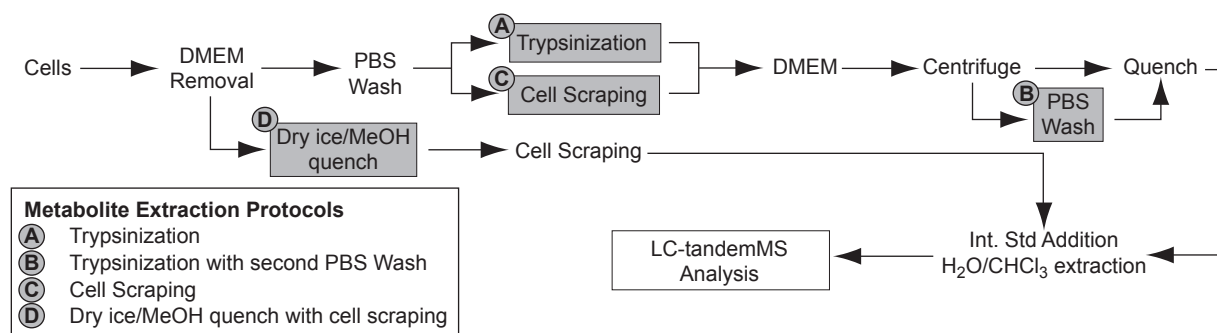 A
Trypsinization
Cells
DMEM
Removal
PBS
Wash
C
Cell Scraping
DMEM
Centrifuge
Quench
B
PBS
Wash
D
Dry ice/MeOH
quench
Cell Scraping
Metabolite Extraction Protocols
A Trypsinization
B Trypsinization with second PBS Wash
C Cell Scraping
D Dry ice/MeOH quench with cell scraping
LC-tandemMS
Analysis
Int. Std Addition
H₂O/CHCl₃ extraction